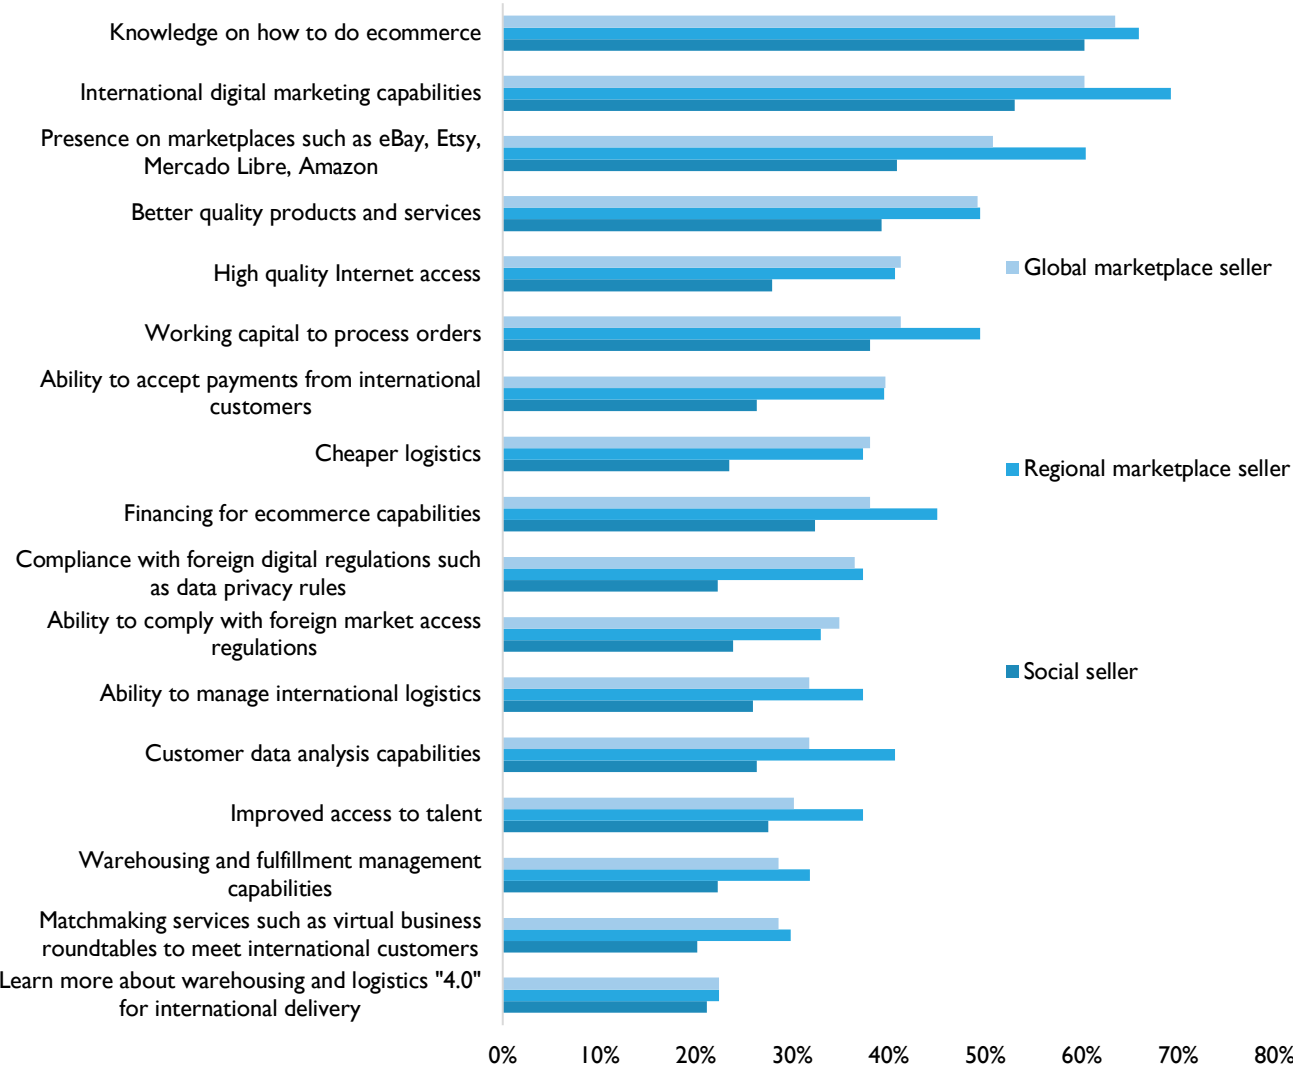 Knowledge on how to do ecommerce
International digital marketing capabilities
Presence on marketplaces such as eBay, Etsy,
Mercado Libre, Amazon
Better quality products and services
High quality Internet access
Working capital to process orders
Ability to accept payments from international
customers
Cheaper logistics
Financing for ecommerce capabilities
Compliance with foreign digital regulations such
as data privacy rules
Ability to comply with foreign market access
regulations
Ability to manage international logistics
Customer data analysis capabilities
Improved access to talent
Warehousing and fulfillment management
capabilities
Matchmaking services such as virtual business
roundtables to meet international customers
Learn more about warehousing and logistics "4.0"
for international delivery
0% 10% 20% 30% 40% 50% 60% 70% 80%
Global marketplace seller
Regional marketplace seller
Social seller